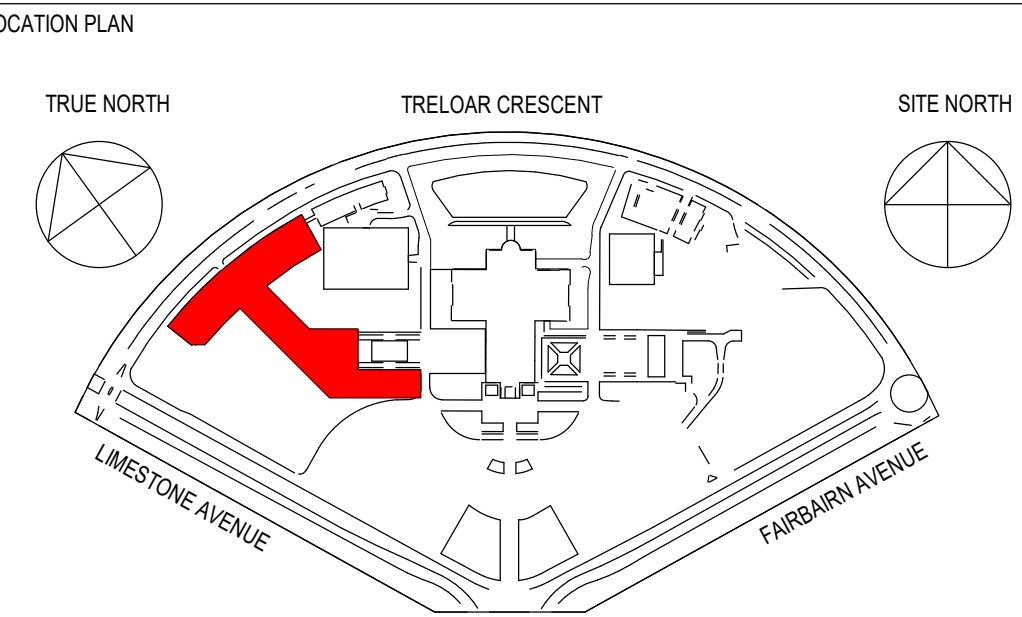 OCATION PLAN
TRUE NORTH
TRELOAR CRESCENT
SITE NORTH
LIMESTONE AVENUE
FAIRBAIRN AVENUE